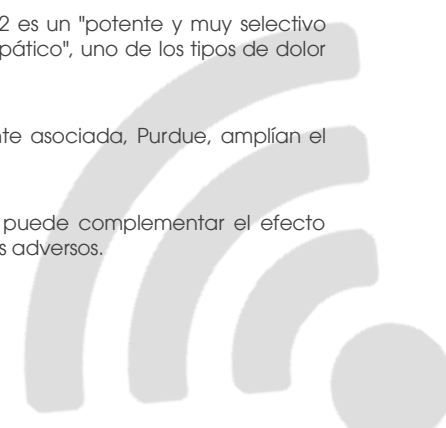 2 es un "potente y muy selectivo
pático", uno de los tipos de dolor
nte asociada, Purdue, amplían el
puede complementar el efecto
s adversos.